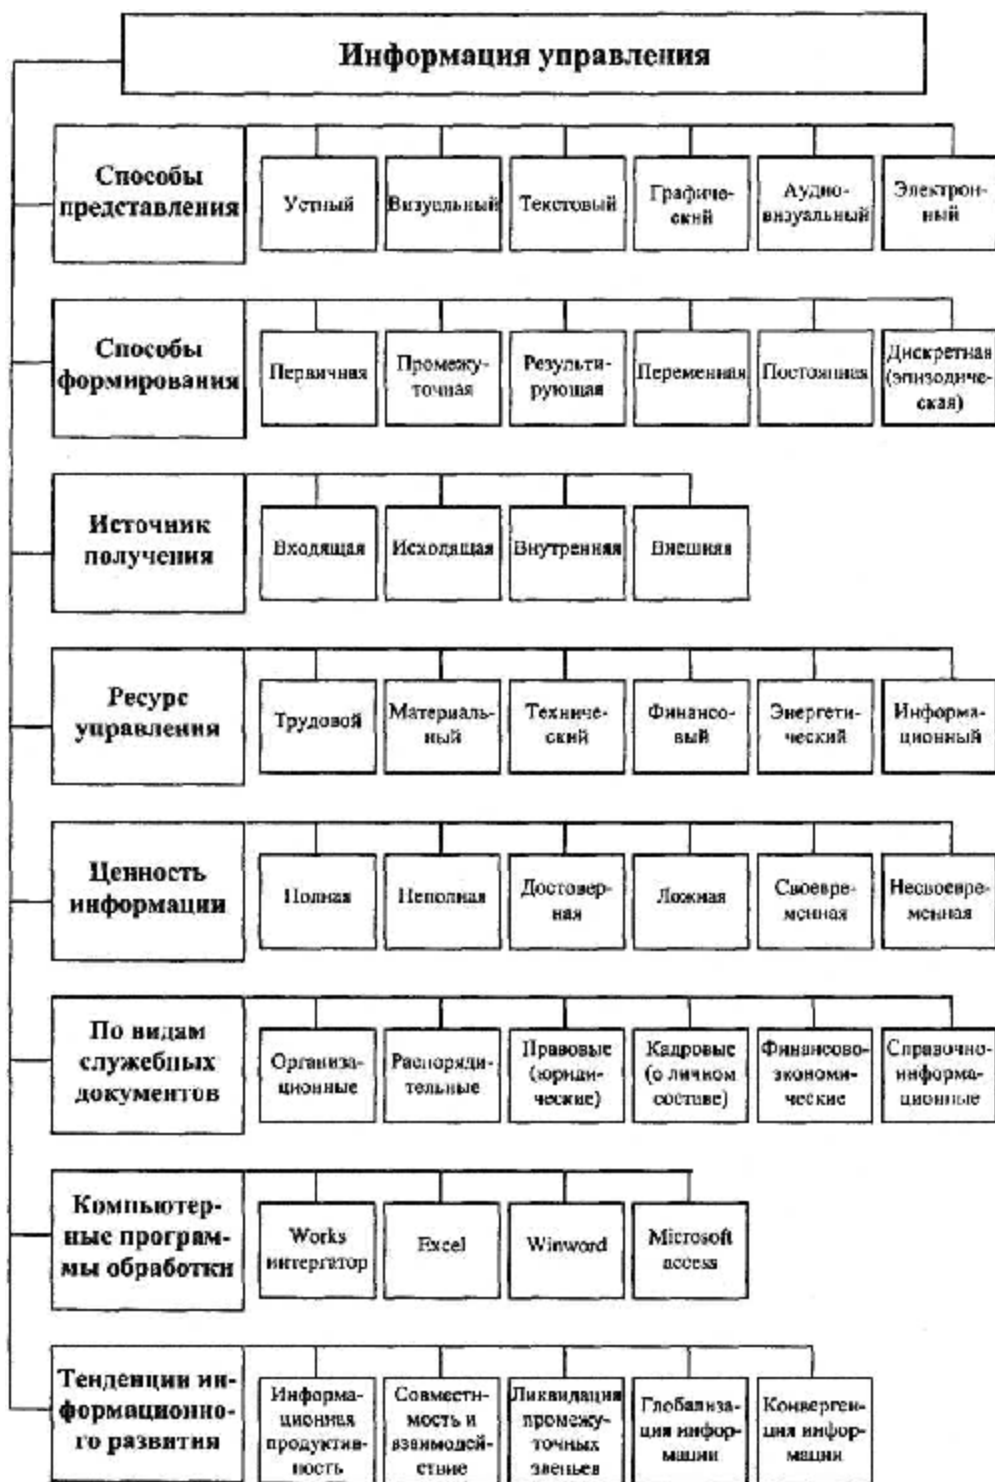 Информация управления
Способы
представления
Устный
Визуальный
Текстовый
Графиче-
ский
Аудио-
визуальный
Электрон-
ный
Способы
формирования
Первичная
Промежу-
точная
Результи-
рующая
Переменная
Постоянная
Дискретная
(эпизодиче-
ская)
Источник
получения
Входящая
Исходящая
Внутренняя
Внешняя
Ресурс
управления
Трудовой
Материаль-
ный
Техниче-
ский
Финансо-
вый
Энергети-
ческий
Информа-
ционный
Ценность
информации
Полная
Неполная
Достовер-
ная
Ложная
Своевре-
менная
Несвоевре-
менная
По видам
служебных
документов
Организа-
ционные
Распоряди-
тельные
Правовые
(юриди-
ческие)
Кадровые
(о личном
составе)
Финансово-
экономи-
ческие
Справочно-
информа-
ционные
Компьютер-
ные програм-
мы обработки
Works
интергатор
Excel
Winword
Microsoft
access
Тенденции ин-
формационно-
го развития
Информа-
ционная
продуктив-
ность
Совмести-
мость и
взаимодей-
ствие
Ликвидация
промежу-
точных
звеньев
Глобализа-
ция инфор-
мации
Конверген-
ция инфор-
мации